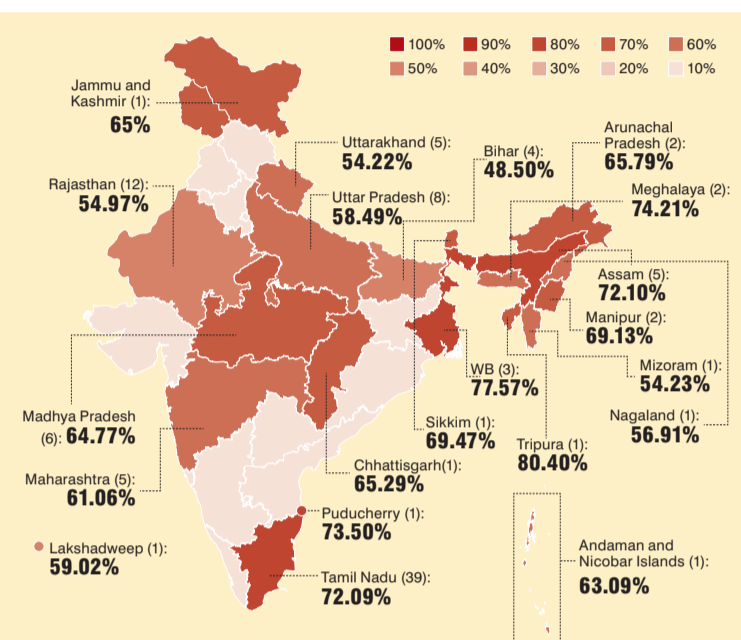 100% 90% 80% 70% 60%
50% 40% 30% 20% 10%
Jammu and
Kashmir (1):
65%
Uttarakhand (5):
54.22%
Bihar (4):
48.50%
Arunachal
Pradesh (2):
65.79%
Rajasthan (12):
54.97%
Uttar Pradesh (8):
58.49%
Meghalaya (2):
74.21%
Assam (5):
72.10%
Manipur (2):
69.13%
Mizoram (1):
54.23%
Nagaland (1):
56.91%
WB (3):
77.57%
Sikkim (1):
69.47%
Tripura (1):
80.40%
Madhya Pradesh
(6): 64.77%
Maharashtra (5):
61.06%
Chhattisgarh(1):
65.29%
Puducherry (1):
73.50%
Lakshadweep (1):
59.02%
Tamil Nadu (39):
72.09%
Andaman and
Nicobar Islands (1):
63.09%